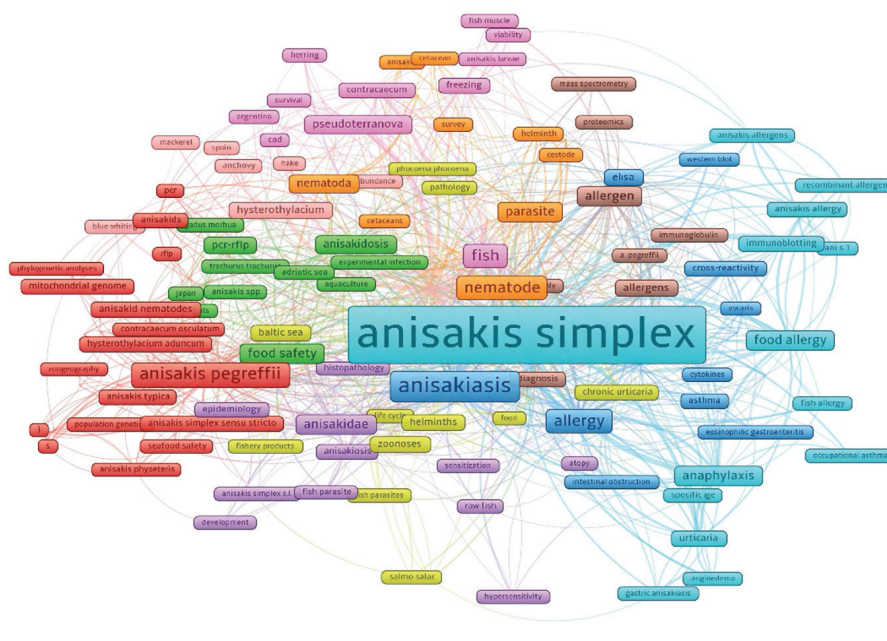 fish muscle
viability
herring
cetacean
anisakis larvae
mass spectrometry
contracaecum
freezing
survival
argentina
pseudoterranova
survey
proteomics
helminth
anisakis allergens
mackerel
spain
cod
hake
anchovy
cestode
western blot
phocoena phocoena
pathology
elisa
recombinant allergen
pcr
nematoda
allergen
anisakis allergy
blue whiting
anisakids
hysterothylacium
cetaceans
parasite
immunoglobulin
immunoblotting
ani s 1
pcr-rflp
anisakidosis
rflp
fish
a. pegreffii
phylogenetic analyses
trachurus trachurus
adriatic sea
experimental infection
cross-reactivity
mitochondrial genome
japan
anisakis spp
aquaculture
nematode
allergens
anisakid nematodes
ascaris
contracaecum osculatum
baltic sea
anisakis simplex
food allergy
hysterothylacium aduncum
food safety
zoogeography
anisakis pegreffii
histopathology
diagnosis
cytokines
anisakis typica
anisakiasis
chronic urticaria
asthma
fish allergy
epidemiology
life cycle
population genetic
anisakis simplex sensu stricto
anisakidae
helminths
food
allergy
eosinophilic gastroenteritis
s
seafood safety
fishery products
anisakiosis
zoonoses
occupational asthma
anisakis physeteris
sensitization
atopy
anaphylaxis
intestinal obstruction
anisakis simplex s.l
fish parasite
fish parasites
specific ige
raw fish
development
urticaria
salmo salar
angioedema
hypersensitivity
gastric anisakiasis